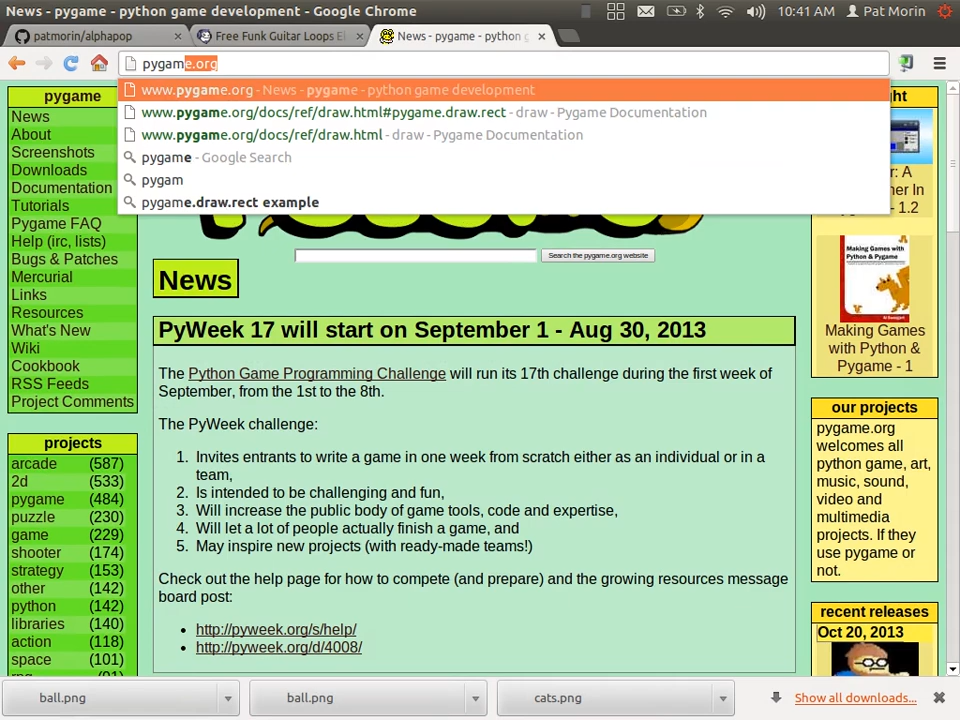 News - pygame - python game development - Google Chrome
10:41 AM
Pat Morin
patmorin/alphapop
Free Funk Guitar Loops El
News - pygame - python g
pygame.org
www.pygame.org - News - pygame - python game development
www.pygame.org/docs/ref/draw.html#pygame.draw.rect - draw - Pygame Documentation
www.pygame.org/docs/ref/draw.html - draw - Pygame Documentation
pygame - Google Search
pygam
pygame.draw.rect example
pygame
News
About
Screenshots
Downloads
Documentation
Tutorials
Pygame FAQ
Help (irc, lists)
Bugs & Patches
Mercurial
Links
Resources
What's New
Wiki
Cookbook
RSS Feeds
Project Comments
projects
arcade (587)
2d (533)
pygame (484)
puzzle (230)
game (229)
shooter (174)
strategy (153)
other (142)
python (142)
libraries (140)
action (118)
space (101)
Search the pygame.org website
News
PyWeek 17 will start on September 1 - Aug 30, 2013
The Python Game Programming Challenge will run its 17th challenge during the first week of
September, from the 1st to the 8th.
The PyWeek challenge:
1. Invites entrants to write a game in one week from scratch either as an individual or in a
team,
2. Is intended to be challenging and fun,
3. Will increase the public body of game tools, code and expertise,
4. Will let a lot of people actually finish a game, and
5. May inspire new projects (with ready-made teams!)
Check out the help page for how to compete (and prepare) and the growing resources message
board post:
• http://pyweek.org/s/help/
• http://pyweek.org/d/4008/
ght
r: A
ner In
- 1.2
Making Games with
Python & Pygame
Making Games
with Python &
Pygame - 1
our projects
pygame.org
welcomes all
python game, art,
music, sound,
video and
multimedia
projects. If they
use pygame or
not.
recent releases
Oct 20, 2013
ball.png
ball.png
cats.png
Show all downloads...